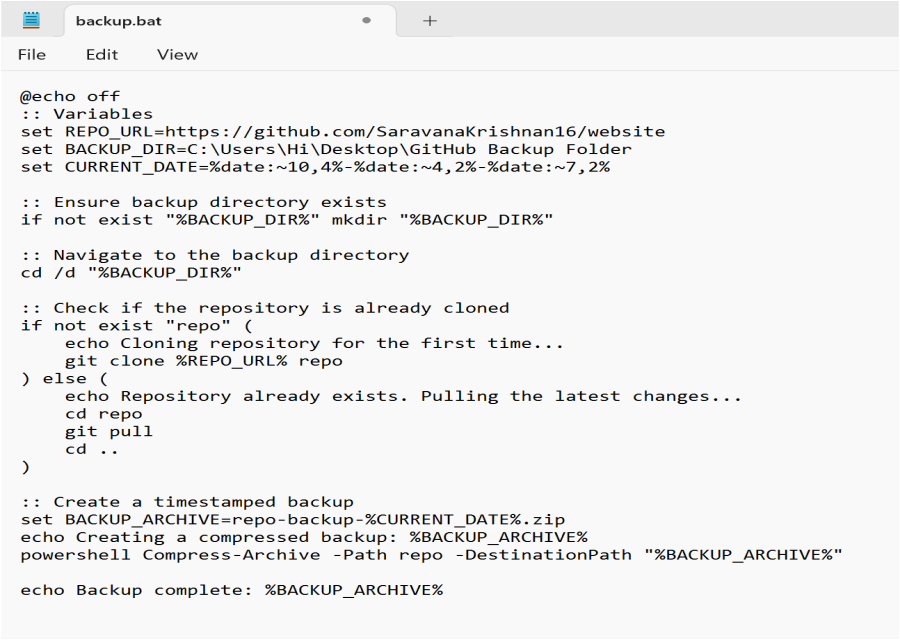 backup.bat
File Edit View
@echo off
:: Variables
set REPO_URL=https://github.com/SaravanaKrishnan16/website
set BACKUP_DIR=C:\Users\Hi\Desktop\GitHub Backup Folder
set CURRENT_DATE=%date:~10,4%-%date:~4,2%-%date:~7,2%
:: Ensure backup directory exists
if not exist "%BACKUP_DIR%" mkdir "%BACKUP_DIR%"
:: Navigate to the backup directory
cd /d "%BACKUP_DIR%"
:: Check if the repository is already cloned
if not exist "repo" (
    echo Cloning repository for the first time...
    git clone %REPO_URL% repo
) else (
    echo Repository already exists. Pulling the latest changes...
    cd repo
    git pull
    cd ..
)
:: Create a timestamped backup
set BACKUP_ARCHIVE=repo-backup-%CURRENT_DATE%.zip
echo Creating a compressed backup: %BACKUP_ARCHIVE%
powershell Compress-Archive -Path repo -DestinationPath "%BACKUP_ARCHIVE%"
echo Backup complete: %BACKUP_ARCHIVE%